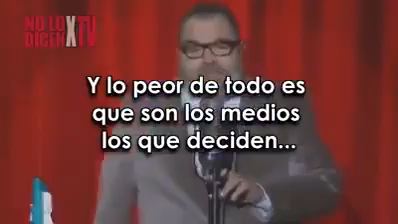 NO LO
DICEN X TV
Y lo peor de todo es
que son los medios
los que deciden...